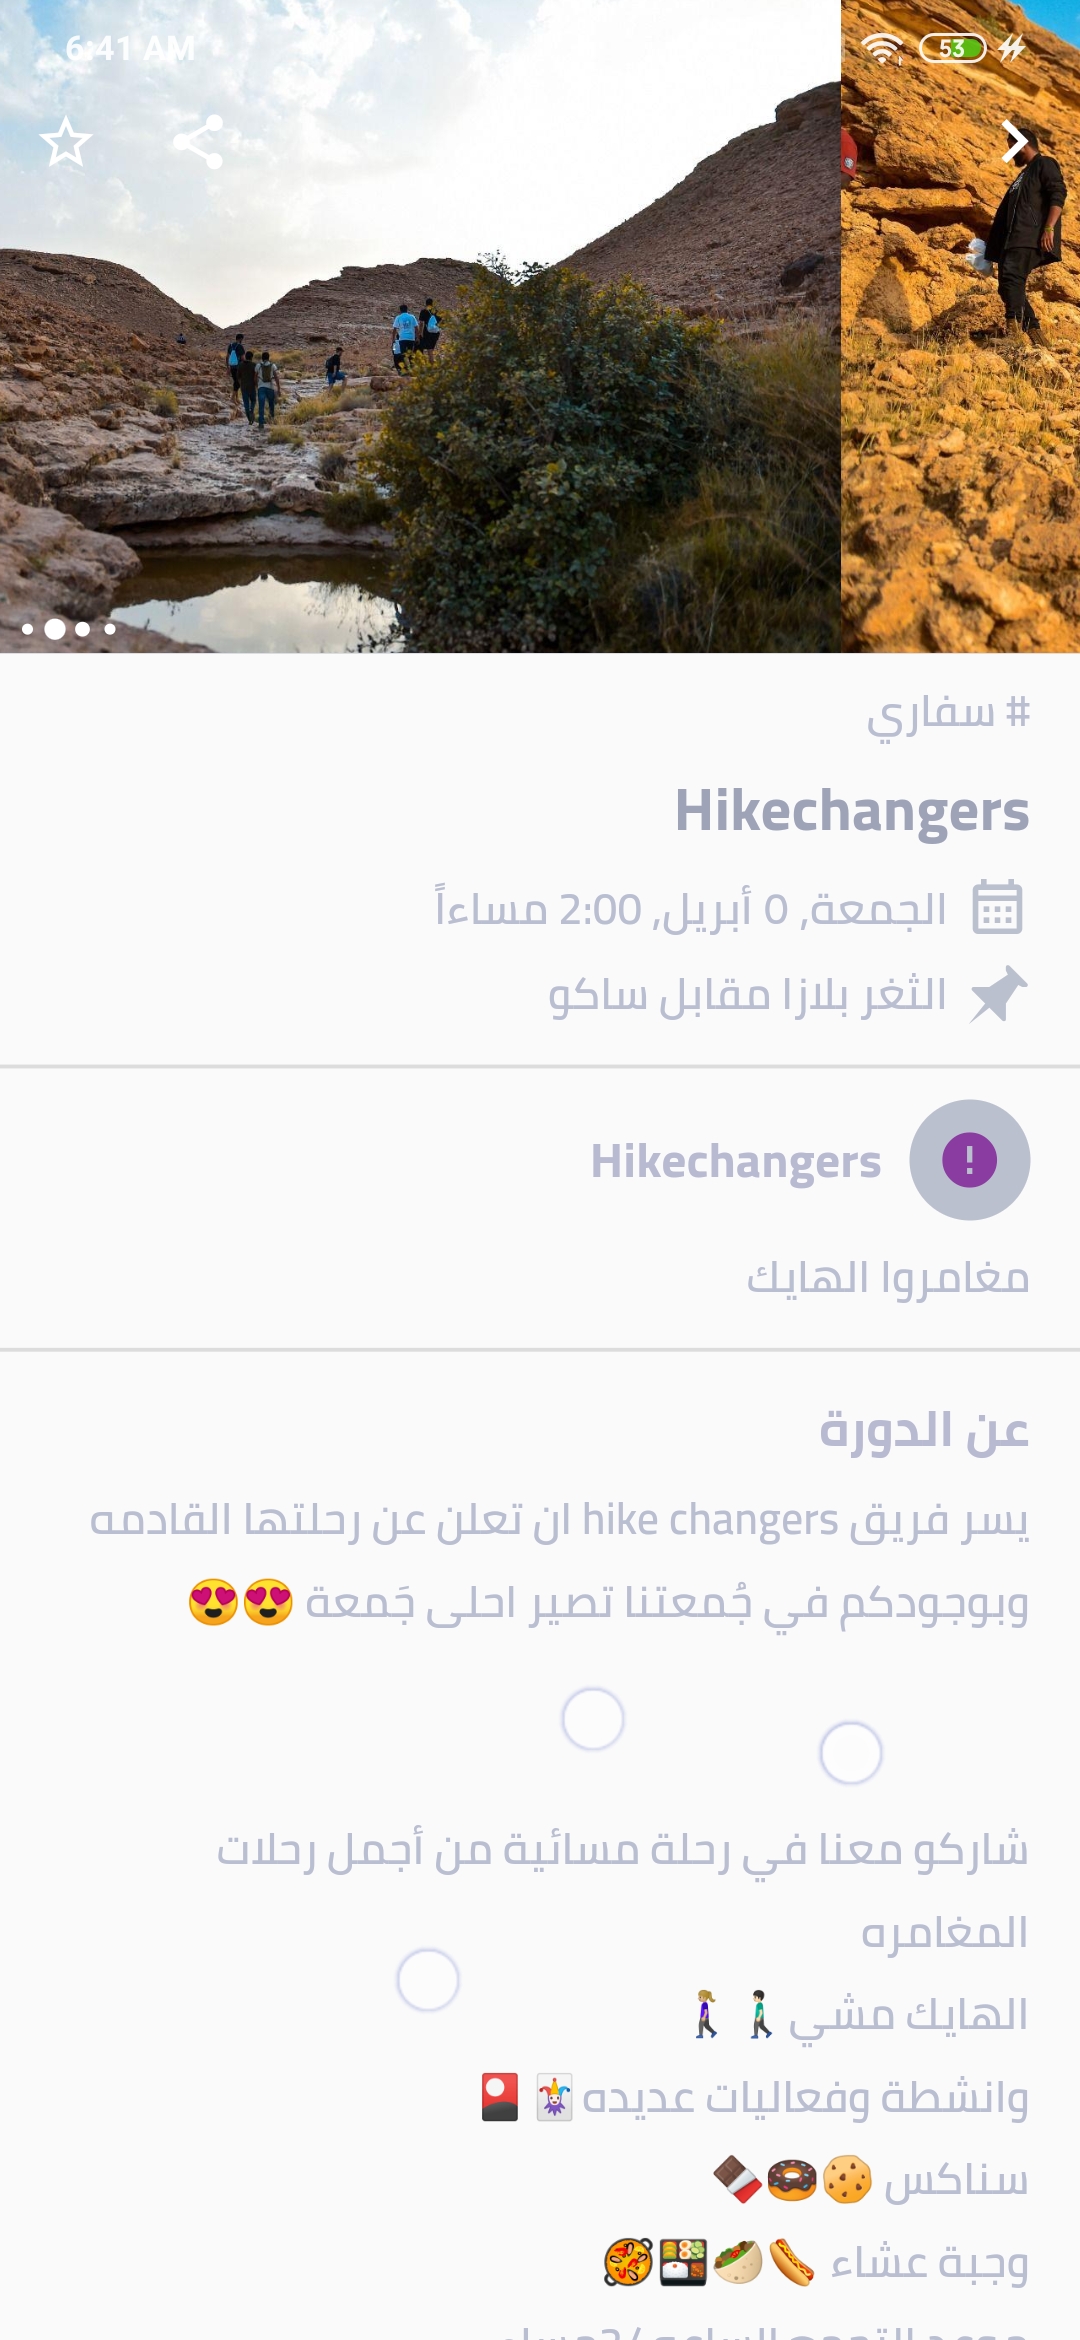 6:41 AM
53
# سفاري
Hikechangers
الجمعة, 0 أبريل, 2:00 مساءاً
الثغر بلازا مقابل ساكو
Hikechangers
مغامروا الهايك
عن الدورة
يسر فريق hike changers ان تعلن عن رحلتها القادمه
وبوجودكم في جُمعتنا تصير احلى جَمعة 😍😍
شاركو معنا في رحلة مسائية من أجمل رحلات
المغامره
الهايك مشي 🚶🏻‍♂️🚶🏼‍♀️
وانشطة وفعاليات عديده 🃏🎴
سناكس 🍪🍩🍫
وجبة عشاء 🌭🥙🍱🥘